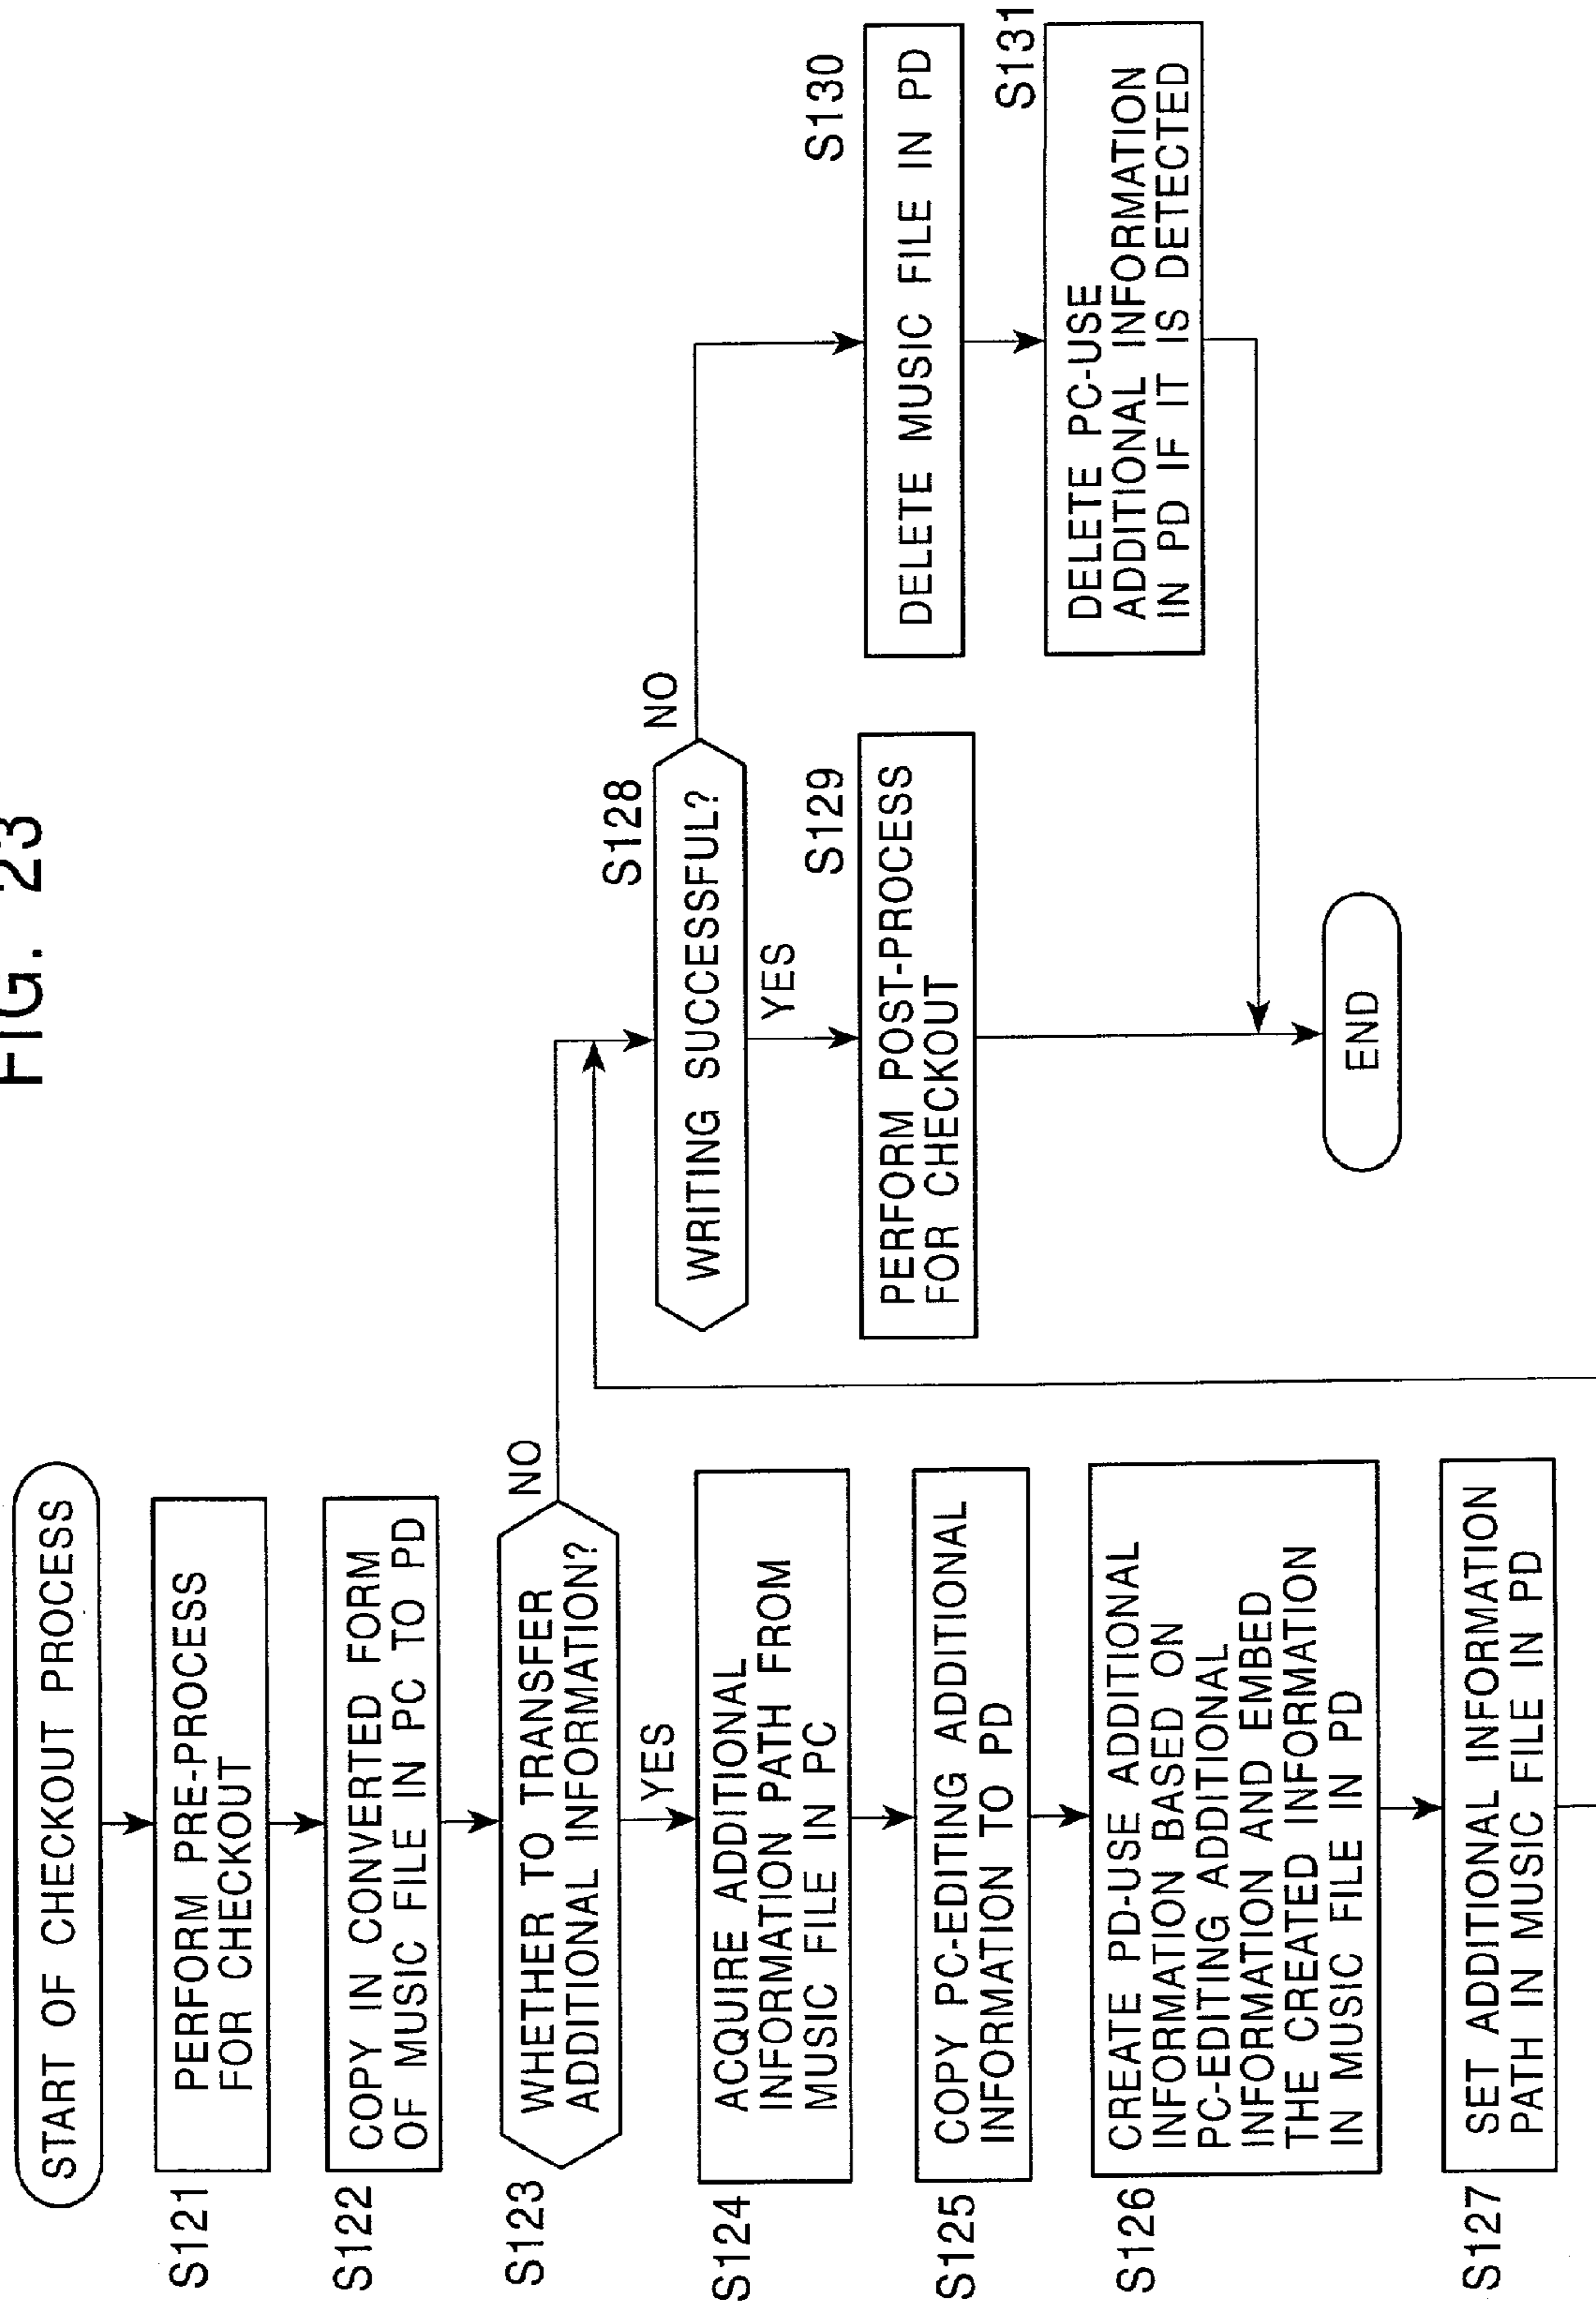 FIG. 23
START OF CHECKOUT PROCESS
S121
PERFORM PRE-PROCESS
FOR CHECKOUT
S122
COPY IN CONVERTED FORM
OF MUSIC FILE IN PC TO PD
S123
WHETHER TO TRANSFER
ADDITIONAL INFORMATION?
NO
YES
S124
ACQUIRE ADDITIONAL
INFORMATION PATH FROM
MUSIC FILE IN PC
S125
COPY PC-EDITING ADDITIONAL
INFORMATION TO PD
S126
CREATE PD-USE ADDITIONAL
INFORMATION BASED ON
PC-EDITING ADDITIONAL
INFORMATION AND EMBED
THE CREATED INFORMATION
IN MUSIC FILE IN PD
S127
SET ADDITIONAL INFORMATION
PATH IN MUSIC FILE IN PD
S128
WRITING SUCCESSFUL?
NO
YES
S129
PERFORM POST-PROCESS
FOR CHECKOUT
S130
DELETE MUSIC FILE IN PD
S131
DELETE PC-USE
ADDITIONAL INFORMATION
IN PD IF IT IS DETECTED
END